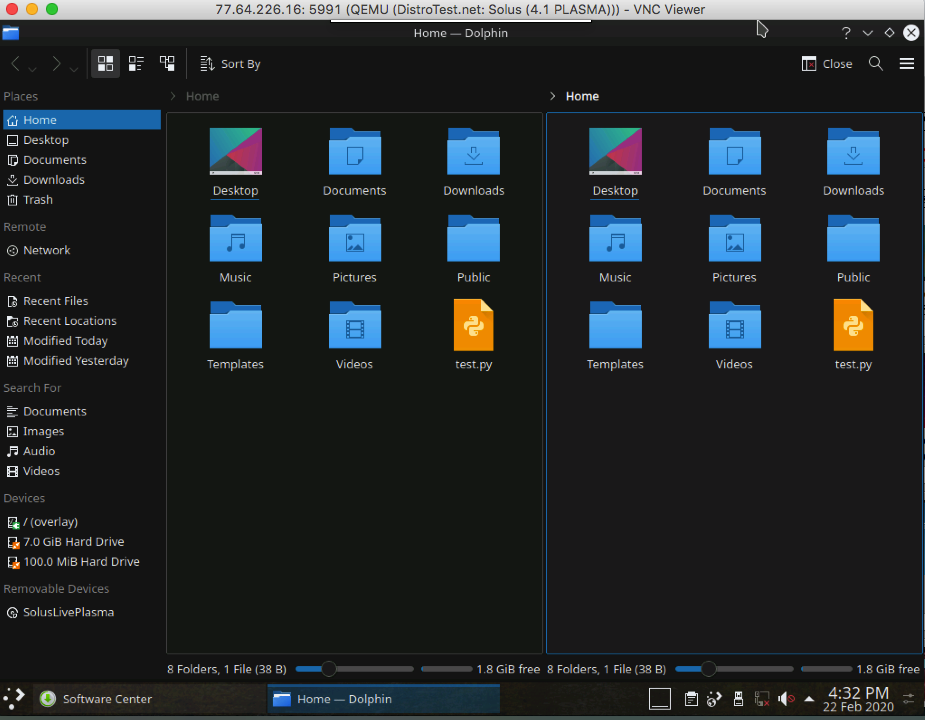 77.64.226.16: 5991 (QEMU (DistroTest.net: Solus (4.1 PLASMA))) - VNC Viewer
Home — Dolphin
?
Sort By
Close
Places
Home
Desktop
Documents
Downloads
Trash
Remote
Network
Recent
Recent Files
Recent Locations
Modified Today
Modified Yesterday
Search For
Documents
Images
Audio
Videos
Devices
/ (overlay)
7.0 GiB Hard Drive
100.0 MiB Hard Drive
Removable Devices
SolusLivePlasma
Home
Desktop Documents Downloads
Music Pictures Public
Templates Videos test.py
8 Folders, 1 File (38 B) 1.8 GiB free
Home
Desktop Documents Downloads
Music Pictures Public
Templates Videos test.py
8 Folders, 1 File (38 B) 1.8 GiB free
Software Center
Home — Dolphin
4:32 PM
22 Feb 2020